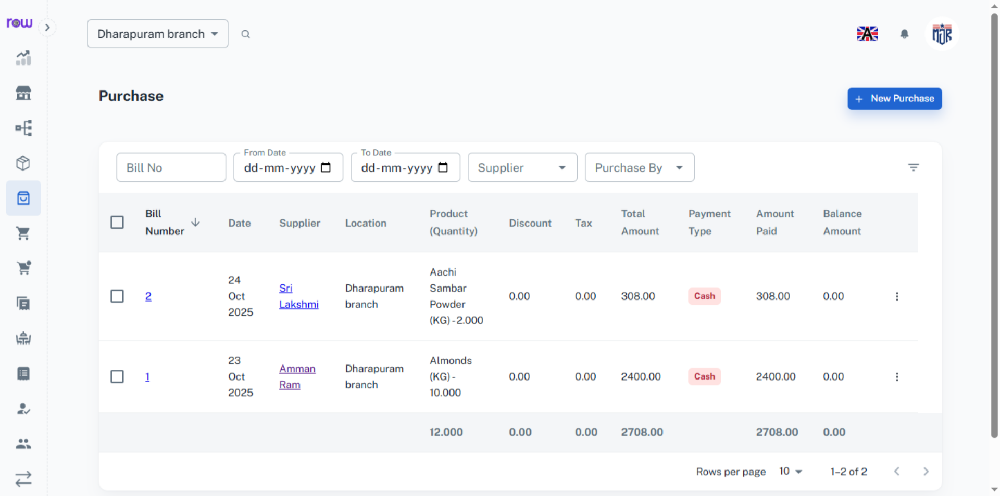 row
Dharapuram branch
A
MJR
Purchase
+ New Purchase
Bill No
From Date
dd-mm-yyyy
To Date
dd-mm-yyyy
Supplier
Purchase By
Bill Number
Date
Supplier
Location
Product (Quantity)
Discount
Tax
Total Amount
Payment Type
Amount Paid
Balance Amount
2
24 Oct 2025
Sri Lakshmi
Dharapuram branch
Aachi Sambar Powder (KG) - 2.000
0.00
0.00
308.00
Cash
308.00
0.00
1
23 Oct 2025
Amman Ram
Dharapuram branch
Almonds (KG) - 10.000
0.00
0.00
2400.00
Cash
2400.00
0.00
12.000
0.00
0.00
2708.00
2708.00
0.00
Rows per page
10
1–2 of 2